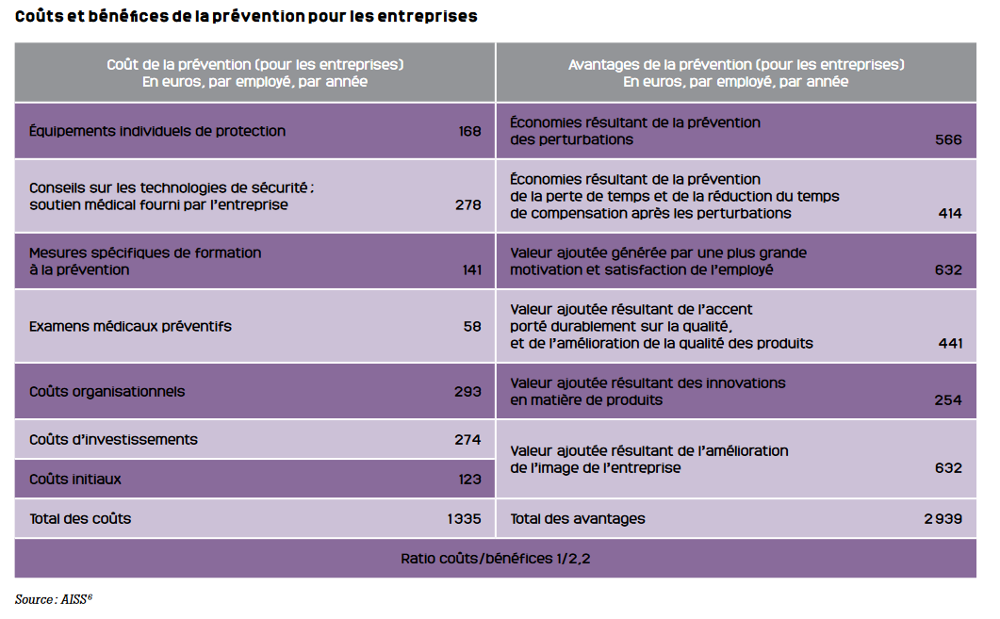 Coûts et bénéfices de la prévention pour les entreprises
Coût de la prévention (pour les entreprises)
En euros, par employé, par année
Avantages de la prévention (pour les entreprises)
En euros, par employé, par année
Équipements individuels de protection 168
Économies résultant de la prévention
des perturbations 566
Conseils sur les technologies de sécurité ;
soutien médical fourni par l'entreprise 278
Économies résultant de la prévention
de la perte de temps et de la réduction du temps
de compensation après les perturbations 414
Mesures spécifiques de formation
à la prévention 141
Valeur ajoutée générée par une plus grande
motivation et satisfaction de l'employé 632
Examens médicaux préventifs 58
Valeur ajoutée résultant de l'accent
porté durablement sur la qualité,
et de l'amélioration de la qualité des produits 441
Coûts organisationnels 293
Valeur ajoutée résultant des innovations
en matière de produits 254
Coûts d'investissements 274
Coûts initiaux 123
Valeur ajoutée résultant de l'amélioration
de l'image de l'entreprise 632
Total des coûts 1 335
Total des avantages 2 939
Ratio coûts/bénéfices 1/2,2
Source : AISS⁶